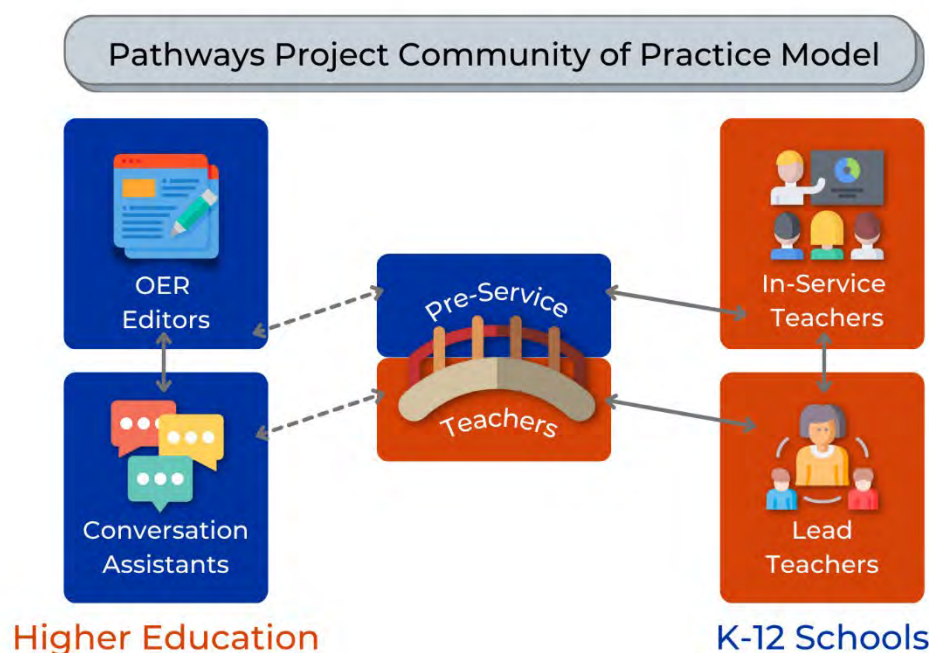 Pathways Project Community of Practice Model
OER
Editors
Conversation
Assistants
Higher Education
Pre-Service
Teachers
In-Service
Teachers
Lead
Teachers
K-12 Schools